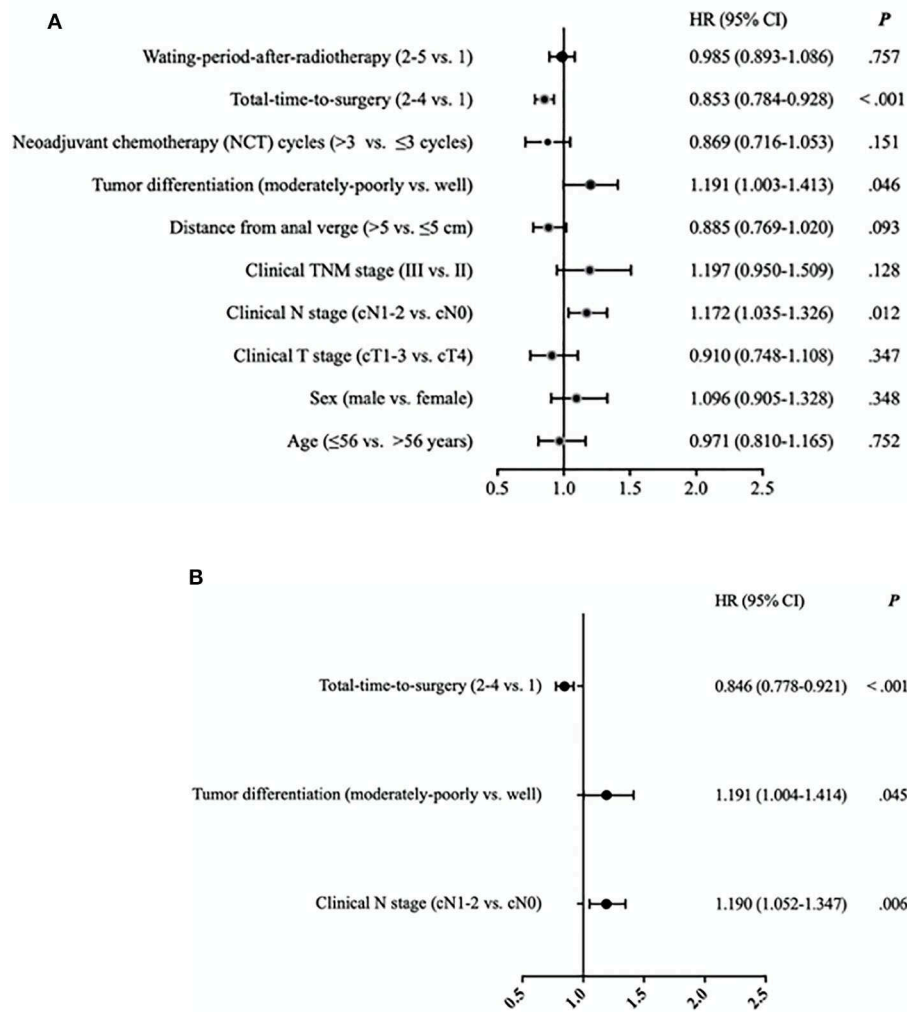 A
HR (95% CI) P
Wating-period-after-radiotherapy (2-5 vs. 1) 0.985 (0.893-1.086) .757
Total-time-to-surgery (2-4 vs. 1) 0.853 (0.784-0.928) < .001
Neoadjuvant chemotherapy (NCT) cycles (>3 vs. ≤3 cycles) 0.869 (0.716-1.053) .151
Tumor differentiation (moderately-poorly vs. well) 1.191 (1.003-1.413) .046
Distance from anal verge (>5 vs. ≤5 cm) 0.885 (0.769-1.020) .093
Clinical TNM stage (III vs. II) 1.197 (0.950-1.509) .128
Clinical N stage (cN1-2 vs. cN0) 1.172 (1.035-1.326) .012
Clinical T stage (cT1-3 vs. cT4) 0.910 (0.748-1.108) .347
Sex (male vs. female) 1.096 (0.905-1.328) .348
Age (≤56 vs. >56 years) 0.971 (0.810-1.165) .752
0.5 1.0 1.5 2.0 2.5
B
HR (95% CI) P
Total-time-to-surgery (2-4 vs. 1) 0.846 (0.778-0.921) < .001
Tumor differentiation (moderately-poorly vs. well) 1.191 (1.004-1.414) .045
Clinical N stage (cN1-2 vs. cN0) 1.190 (1.052-1.347) .006
0.5 1.0 1.5 2.0 2.5